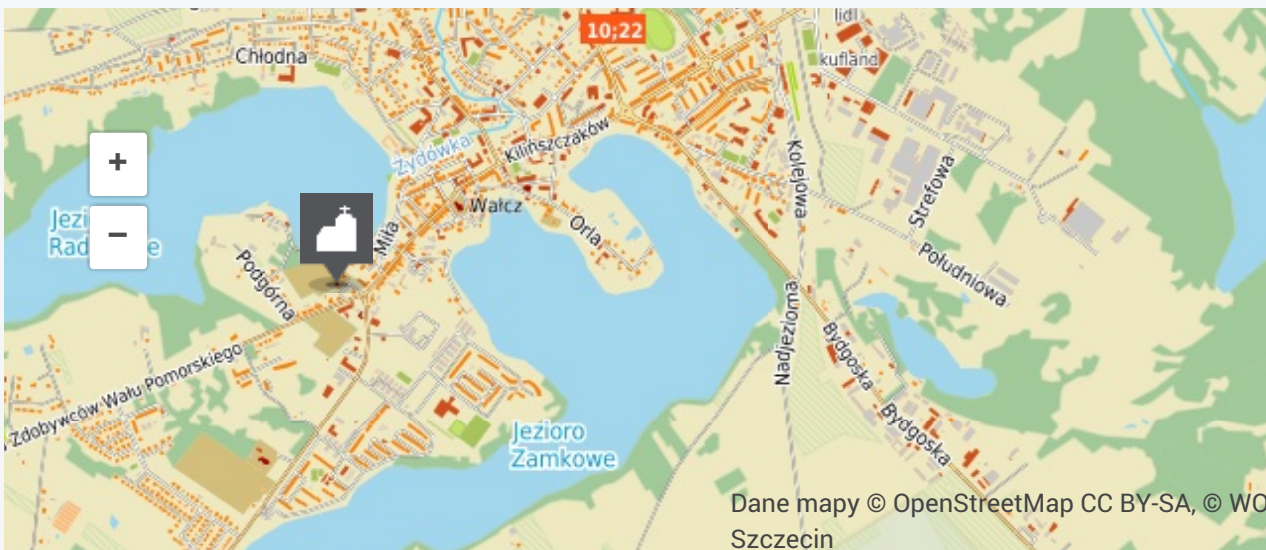 10;22
lidl
kufland
Chłodna
Żydówka
Kilińszczaków
Kolejowa
Strefowa
Wałcz
Orla
Miła
+
−
Południowa
Podgórna
Nadjeziorna
Bydgoska
Zdobywców Wału Pomorskiego
Bydgoska
Jezioro
Zamkowe
Dane mapy © OpenStreetMap CC BY-SA, © WO
Szczecin